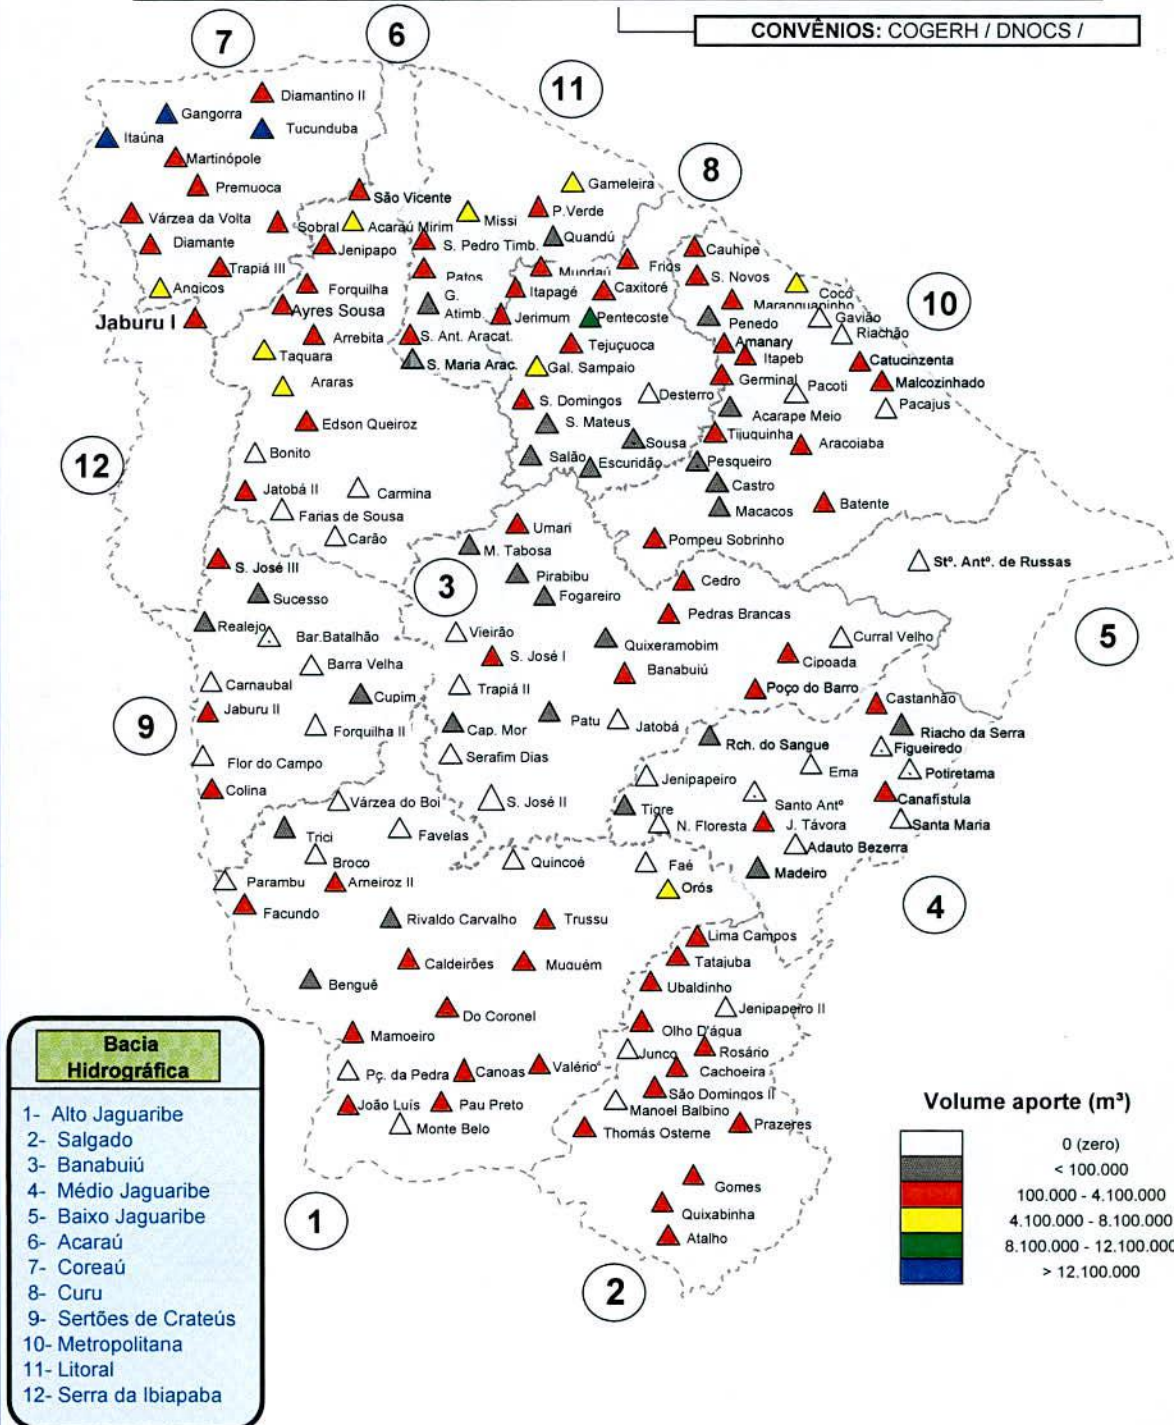 CONVÊNIOS: COGERH / DNOCS /
7
6
11
Diamantino II
Gangorra
Itaúna
Tucunduba
Martinópole
Premuoca
8
São Vicente
Gameleira
Várzea da Volta
Sobral
Acaraú Mirim
Missi
P.Verde
Diamante
Jenipapo
S. Pedro Timb.
Quandú
Cauhipe
Trapiá III
Patos
Mundaú
Frios
S. Novos
Angicos
Forquilha
G.
Atimb.
Itapagé
Caxitoré
Coco
Maranguapinho
10
Jaburu I
Ayres Sousa
Jerimum
Pentecoste
Penedo
Gavião
Riachão
Arrebita
S. Ant. Aracat.
Tejuçuoca
Amanary
Taquara
S. Maria Arac.
Gal. Sampaio
Itapeb
Catucinzenta
Araras
Germinal
Pacoti
Malcozinhado
Desterro
S. Domingos
Acarape Meio
Pacajus
Edson Queiroz
S. Mateus
Sousa
Tijuquinha
Aracoiaba
12
Bonito
Salão
Escuridão
Pesqueiro
Jatobá II
Carmina
Castro
Farias de Sousa
Macacos
Batente
Carão
Umari
Pompeu Sobrinho
S. José III
M. Tabosa
Stº. Antº. de Russas
3
Pirabibu
Cedro
Sucesso
Fogareiro
Pedras Brancas
Realejo
Bar.Batalhão
Vieirão
Quixeramobim
Curral Velho
5
Barra Velha
S. José I
Banabuiú
Cipoada
Carnaubal
Cupim
Trapiá II
Poço do Barro
Castanhão
9
Jaburu II
Forquilha II
Cap. Mor
Patu
Jatobá
Riacho da Serra
Rch. do Sangue
Figueiredo
Flor do Campo
Serafim Dias
Ema
Potiretama
Colina
Jenipapeiro
Canafístula
Várzea do Boi
S. José II
Tigre
Santo Antº
Trici
Favelas
N. Floresta
J. Távora
Santa Maria
Broco
Quincoé
Faé
Adauto Bezerra
Parambu
Arneiroz II
Orós
Madeiro
Facundo
Rivaldo Carvalho
Trussu
4
Lima Campos
Caldeirões
Muquém
Tatajuba
Benguê
Ubaldinho
Jenipapeiro II
Do Coronel
Olho D'água
Mamoeiro
Junco
Rosário
Pç. da Pedra
Canoas
Valério
Cachoeira
João Luís
Pau Preto
São Domingos II
Manoel Balbino
Monte Belo
Thomás Osterne
Prazeres
Gomes
1
Quixabinha
Atalho
2
Bacia
Hidrográfica
1- Alto Jaguaribe
2- Salgado
3- Banabuiú
4- Médio Jaguaribe
5- Baixo Jaguaribe
6- Acaraú
7- Coreaú
8- Curu
9- Sertões de Crateús
10- Metropolitana
11- Litoral
12- Serra da Ibiapaba
Volume aporte (m³)
0 (zero)
< 100.000
100.000 - 4.100.000
4.100.000 - 8.100.000
8.100.000 - 12.100.000
> 12.100.000